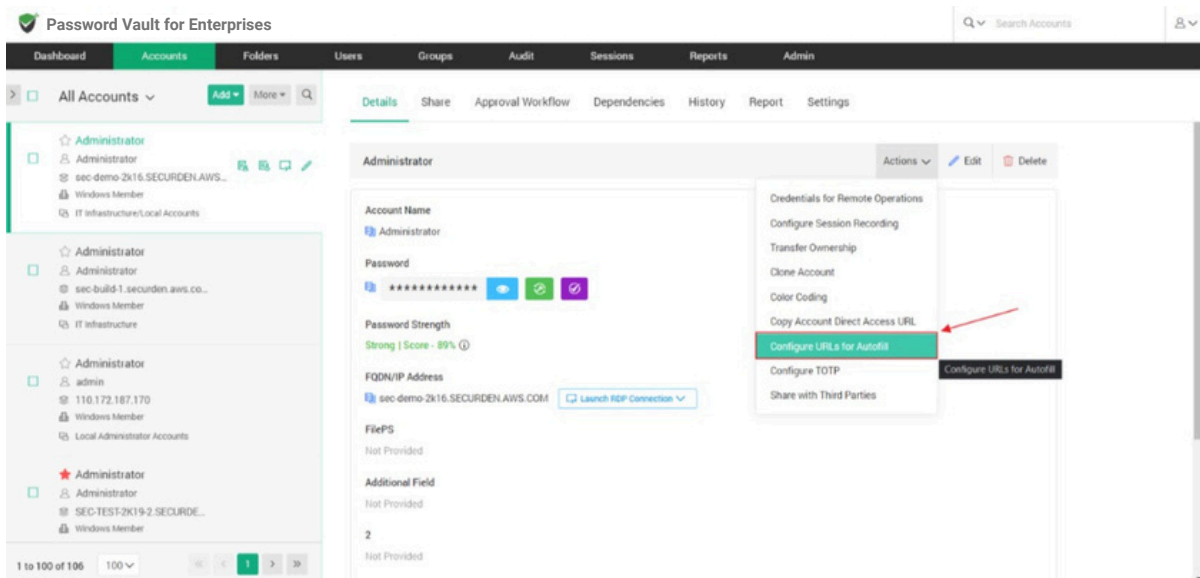 Password Vault for Enterprises
Search Accounts
Dashboard Accounts Folders Users Groups Audit Sessions Reports Admin
All Accounts
Add
More
Administrator
Administrator
sec-demo-2k16.SECURDEN.AWS...
Windows Member
IT Infrastructure/Local Accounts
Administrator
Administrator
sec-build-1.securden.aws.co...
Windows Member
IT Infrastructure
Administrator
admin
110.172.187.170
Windows Member
Local Administrator Accounts
Administrator
Administrator
SEC-TEST-2K19-2.SECURDE...
Windows Member
1 to 100 of 106
100
1
Details Share Approval Workflow Dependencies History Report Settings
Administrator
Actions
Edit
Delete
Account Name
Administrator
Password
************
Password Strength
Strong | Score - 89%
FQDN/IP Address
sec-demo-2k16.SECURDEN.AWS.COM
Launch RDP Connection
FilePS
Not Provided
Additional Field
Not Provided
2
Not Provided
Credentials for Remote Operations
Configure Session Recording
Transfer Ownership
Clone Account
Color Coding
Copy Account Direct Access URL
Configure URLs for Autofill
Configure TOTP
Share with Third Parties
Configure URLs for Autofill